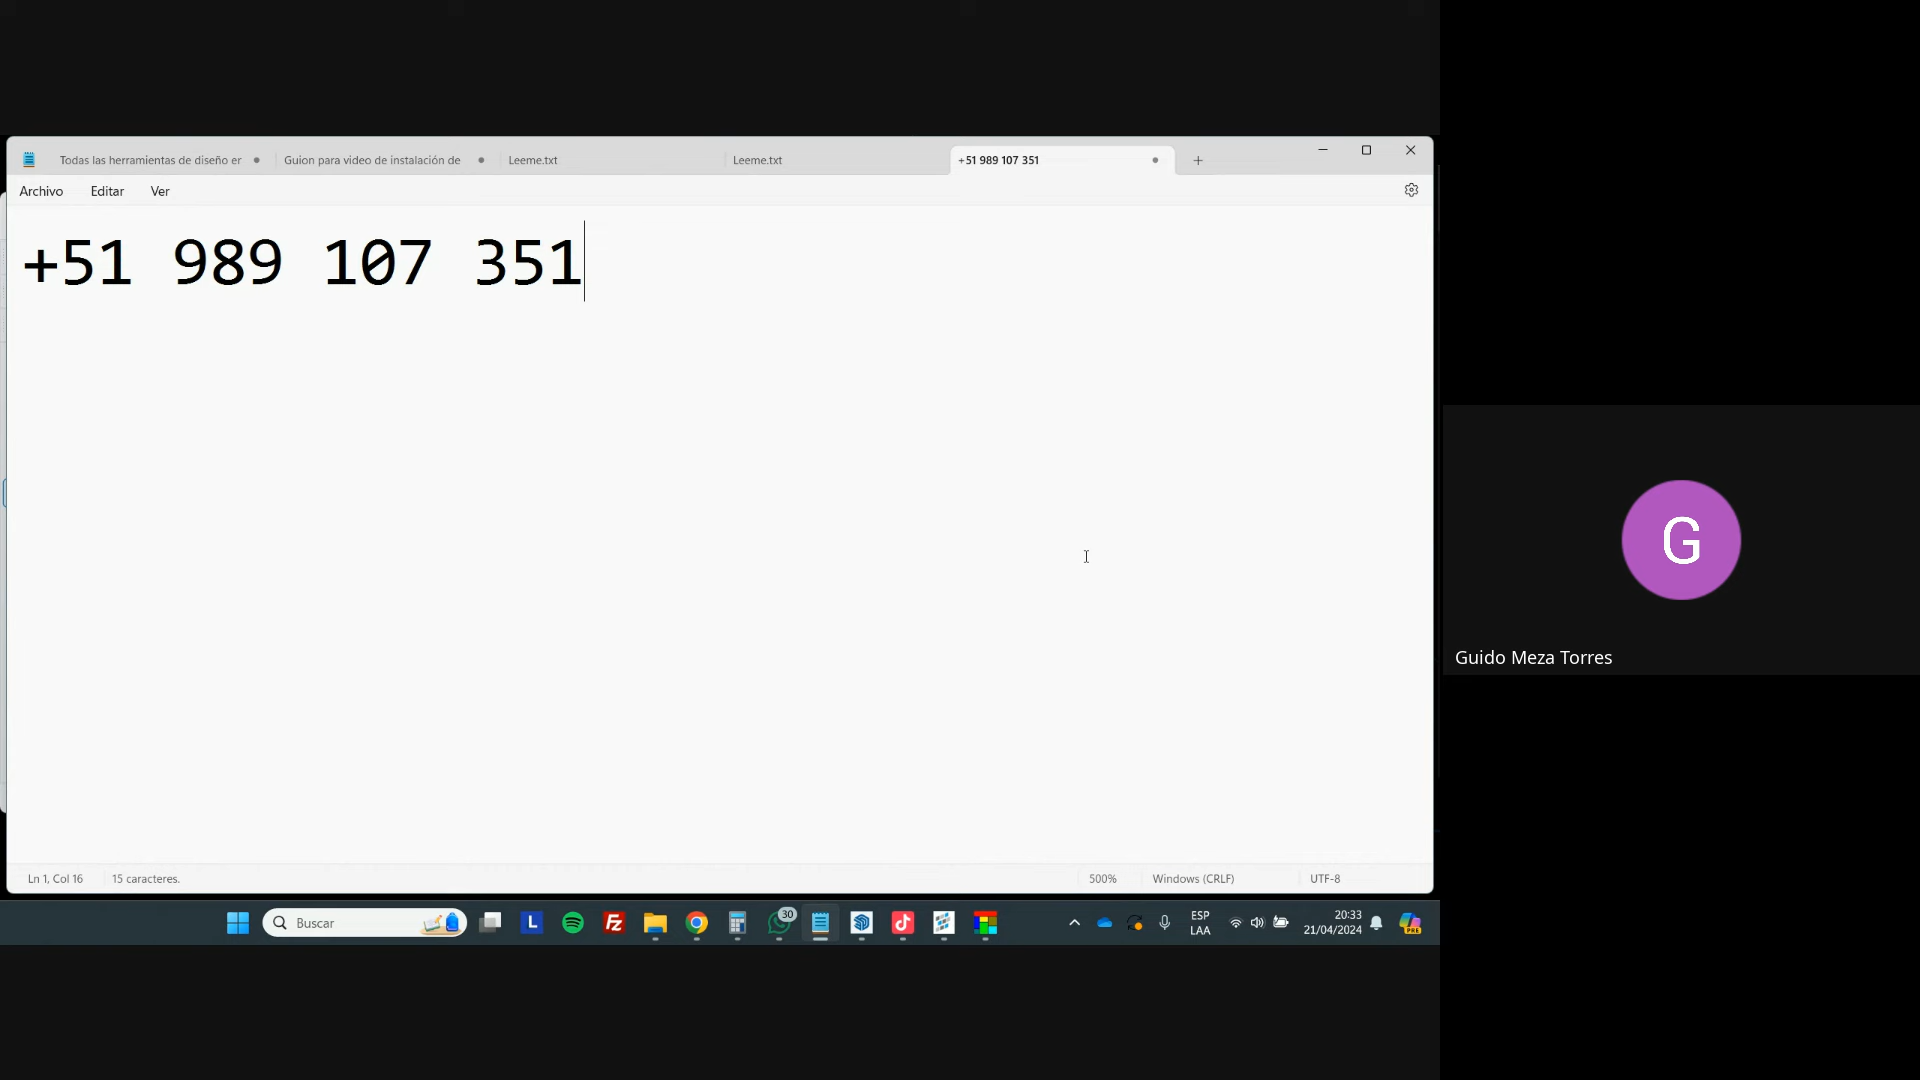 Todas las herramientas de diseño er
Guion para video de instalación de
Leeme.txt
Leeme.txt
+51 989 107 351
Archivo
Editar
Ver
+51 989 107 351
G
Guido Meza Torres
Ln 1, Col 16
15 caracteres.
500%
Windows (CRLF)
UTF-8
Buscar
L
Fz
30
ESP
LAA
20:33
21/04/2024
PRE